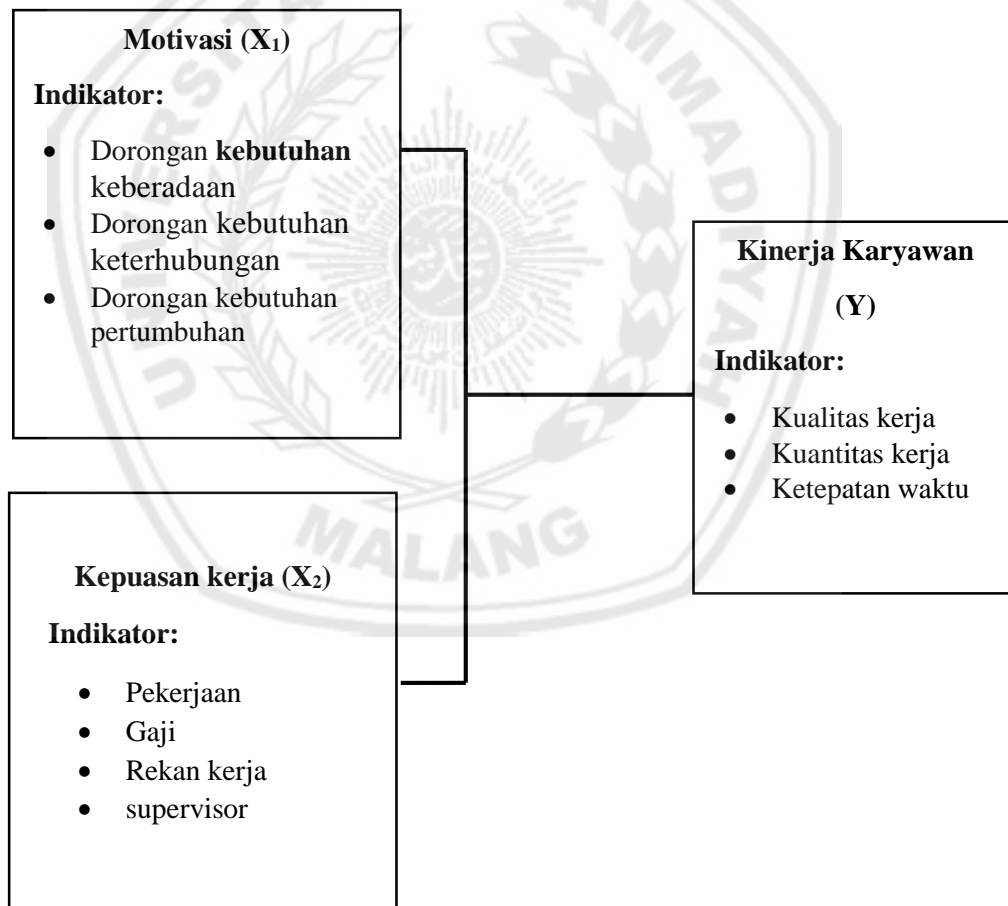 Motivasi (X₁)
Indikator:
• Dorongan kebutuhan
keberadaan
• Dorongan kebutuhan
keterhubungan
• Dorongan kebutuhan
pertumbuhan
Kepuasan kerja (X₂)
Indikator:
• Pekerjaan
• Gaji
• Rekan kerja
• supervisor
Kinerja Karyawan
(Y)
Indikator:
• Kualitas kerja
• Kuantitas kerja
• Ketepatan waktu
MALANG